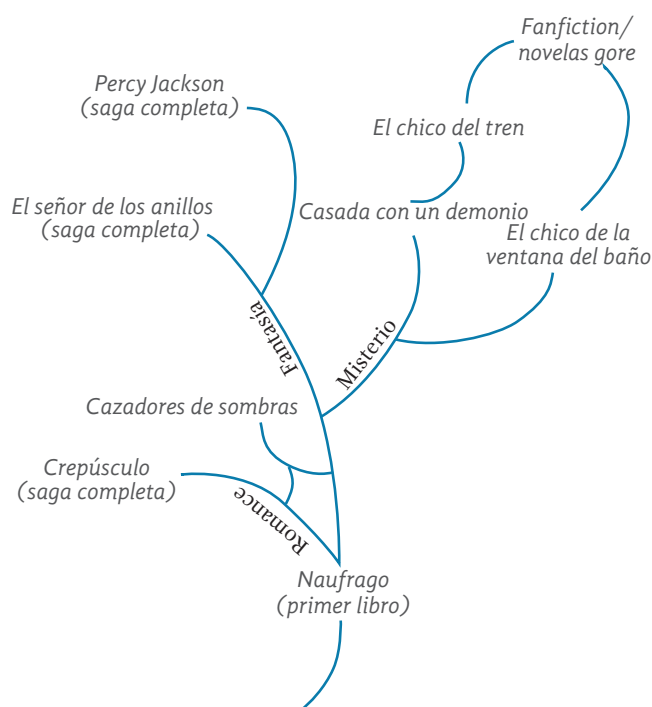 Fanfiction/
novelas gore
Percy Jackson
(saga completa)
El chico del tren
El señor de los anillos
(saga completa)
Casada con un demonio
El chico de la
ventana del baño
Fantasía
Misterio
Cazadores de sombras
Crepúsculo
(saga completa)
Romance
Naufrago
(primer libro)